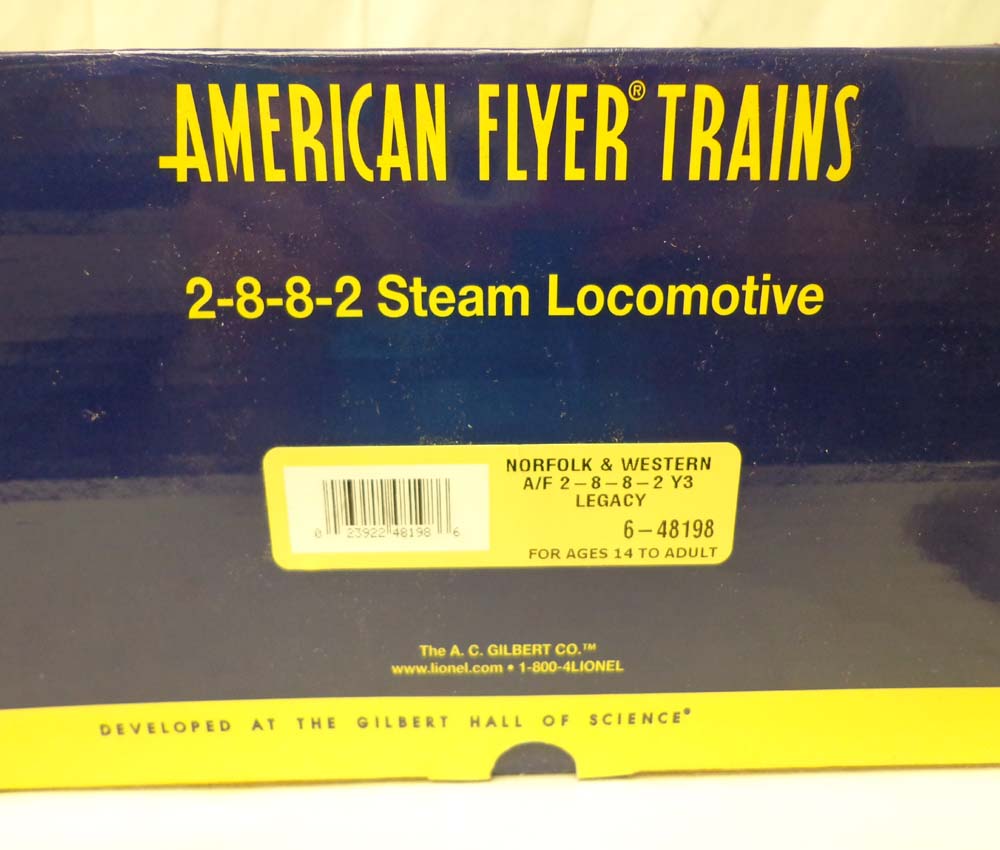 AMERICAN FLYER® TRAINS
2-8-8-2 Steam Locomotive
NORFOLK & WESTERN
A/F 2-8-8-2 Y3
LEGACY
6-48198
FOR AGES 14 TO ADULT
0 23922 48198 6
The A. C. GILBERT CO.™
www.lionel.com • 1-800-4LIONEL
DEVELOPED AT THE GILBERT HALL OF SCIENCE®